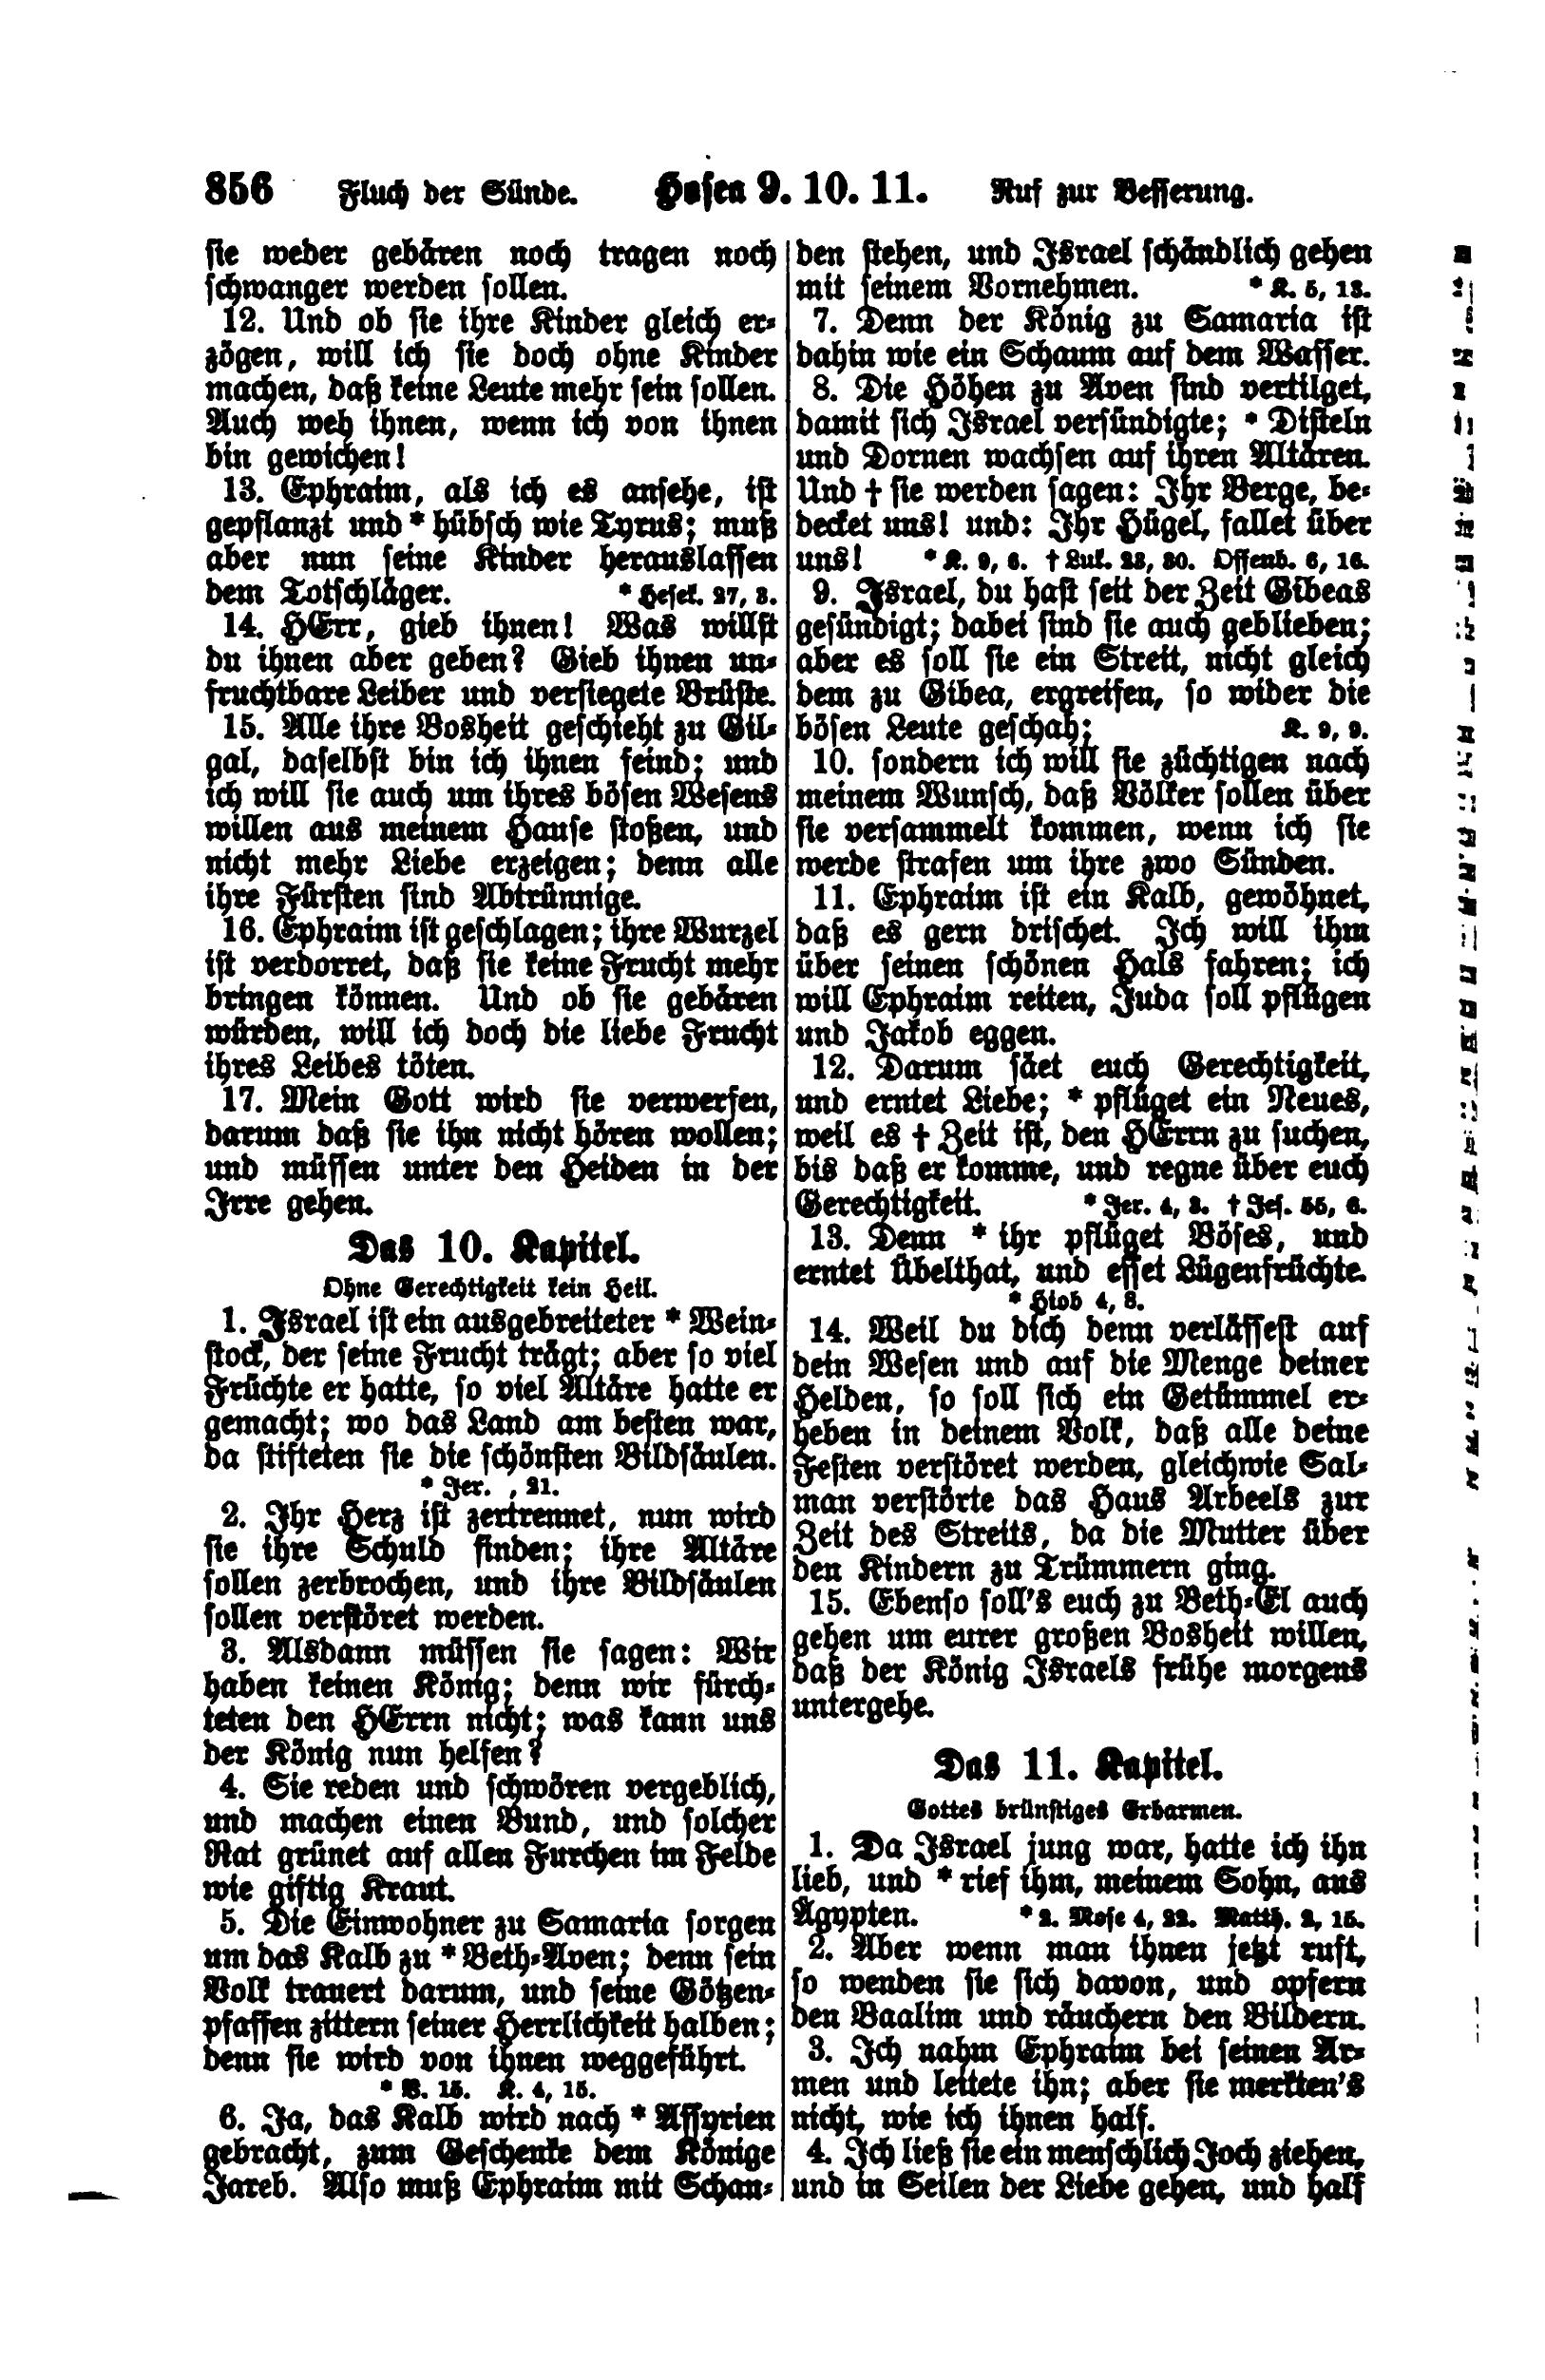 856 Fluch der Sünde. Hosea 9. 10. 11. Ruf zur Besserung.
sie weder gebären noch tragen noch
schwanger werden sollen.
12. Und ob sie ihre Kinder gleich er-
zögen, will ich sie doch ohne Kinder
machen, daß keine Leute mehr sein sollen.
Auch weh ihnen, wenn ich von ihnen
bin gewichen!
13. Ephraim, als ich es ansehe, ist
gepflanzt und * hübsch wie Tyrus; muß
aber nun seine Kinder herauslassen
dem Totschläger. * Hesek. 27, 3.
14. HErr, gieb ihnen! Was willst
du ihnen aber geben? Gieb ihnen un-
fruchtbare Leiber und versiegete Brüste.
15. Alle ihre Bosheit geschieht zu Gil-
gal, daselbst bin ich ihnen feind; und
ich will sie auch um ihres bösen Wesens
willen aus meinem Hause stoßen, und
nicht mehr Liebe erzeigen; denn alle
ihre Fürsten sind Abtrünnige.
16. Ephraim ist geschlagen; ihre Wurzel
ist verdorret, daß sie keine Frucht mehr
bringen können. Und ob sie gebären
würden, will ich doch die liebe Frucht
ihres Leibes töten.
17. Mein Gott wird sie verwerfen,
darum daß sie ihn nicht hören wollen;
und müssen unter den Heiden in der
Irre gehen.
Das 10. Kapitel.
Ohne Gerechtigkeit kein Heil.
1. Israel ist ein ausgebreiteter * Wein-
stock, der seine Frucht trägt; aber so viel
Früchte er hatte, so viel Altäre hatte er
gemacht; wo das Land am besten war,
da stifteten sie die schönsten Bildsäulen.
* Jer. , 21.
2. Ihr Herz ist zertrennet, nun wird
sie ihre Schuld finden; ihre Altäre
sollen zerbrochen, und ihre Bildsäulen
sollen verstöret werden.
3. Alsdann müssen sie sagen: Wir
haben keinen König; denn wir fürch-
teten den HErrn nicht; was kann uns
der König nun helfen?
4. Sie reden und schwören vergeblich,
und machen einen Bund, und solcher
Rat grünet auf allen Furchen im Felde
wie giftig Kraut.
5. Die Einwohner zu Samaria sorgen
um das Kalb zu * Beth-Aven; denn sein
Volk trauert darum, und seine Götzen-
pfaffen zittern seiner Herrlichkeit halben;
denn sie wird von ihnen weggeführt.
* V. 15. K. 4, 15.
6. Ja, das Kalb wird nach * Assyrien
gebracht, zum Geschenke dem Könige
Jareb. Also muß Ephraim mit Schan-
den stehen, und Israel schändlich gehen
mit seinem Vornehmen. * K. 5, 13.
7. Denn der König zu Samaria ist
dahin wie ein Schaum auf dem Wasser.
8. Die Höhen zu Aven sind vertilget,
damit sich Israel versündigte; * Disteln
und Dornen wachsen auf ihren Altären.
Und † sie werden sagen: Ihr Berge, be-
decket uns! und: Ihr Hügel, fallet über
uns! * K. 9, 6. † Luk. 23, 30. Offenb. 6, 16.
9. Israel, du hast seit der Zeit Gibeas
gesündigt; dabei sind sie auch geblieben;
aber es soll sie ein Streit, nicht gleich
dem zu Gibea, ergreifen, so wider die
bösen Leute geschah; K. 9, 9.
10. sondern ich will sie züchtigen nach
meinem Wunsch, daß Völker sollen über
sie versammelt kommen, wenn ich sie
werde strafen um ihre zwo Sünden.
11. Ephraim ist ein Kalb, gewöhnet,
daß es gern drischet. Ich will ihm
über seinen schönen Hals fahren; ich
will Ephraim reiten, Juda soll pflügen
und Jakob eggen.
12. Darum säet euch Gerechtigkeit,
und erntet Liebe; * pflüget ein Neues,
weil es † Zeit ist, den HErrn zu suchen,
bis daß er komme, und regne über euch
Gerechtigkeit. * Jer. 4, 3. † Jes. 55, 6.
13. Denn * ihr pflüget Böses, und
erntet Übelthat, und esset Lügenfrüchte.
* Hiob 4, 8.
14. Weil du dich denn verlässest auf
dein Wesen und auf die Menge deiner
Helden, so soll sich ein Getümmel er-
heben in deinem Volk, daß alle deine
Festen verstöret werden, gleichwie Sal-
man verstörte das Haus Arbeels zur
Zeit des Streits, da die Mutter über
den Kindern zu Trümmern ging.
15. Ebenso soll's euch zu Beth-El auch
gehen um eurer großen Bosheit willen,
daß der König Israels frühe morgens
untergehe.
Das 11. Kapitel.
Gottes brünstiges Erbarmen.
1. Da Israel jung war, hatte ich ihn
lieb, und * rief ihm, meinem Sohn, aus
Ägypten. * 2. Mose 4, 22. Matth. 2, 15.
2. Aber wenn man ihnen jetzt ruft,
so wenden sie sich davon, und opfern
den Baalim und räuchern den Bildern.
3. Ich nahm Ephraim bei seinen Ar-
men und leitete ihn; aber sie merkten's
nicht, wie ich ihnen half.
4. Ich ließ sie ein menschlich Joch ziehen,
und in Seilen der Liebe gehen, und half